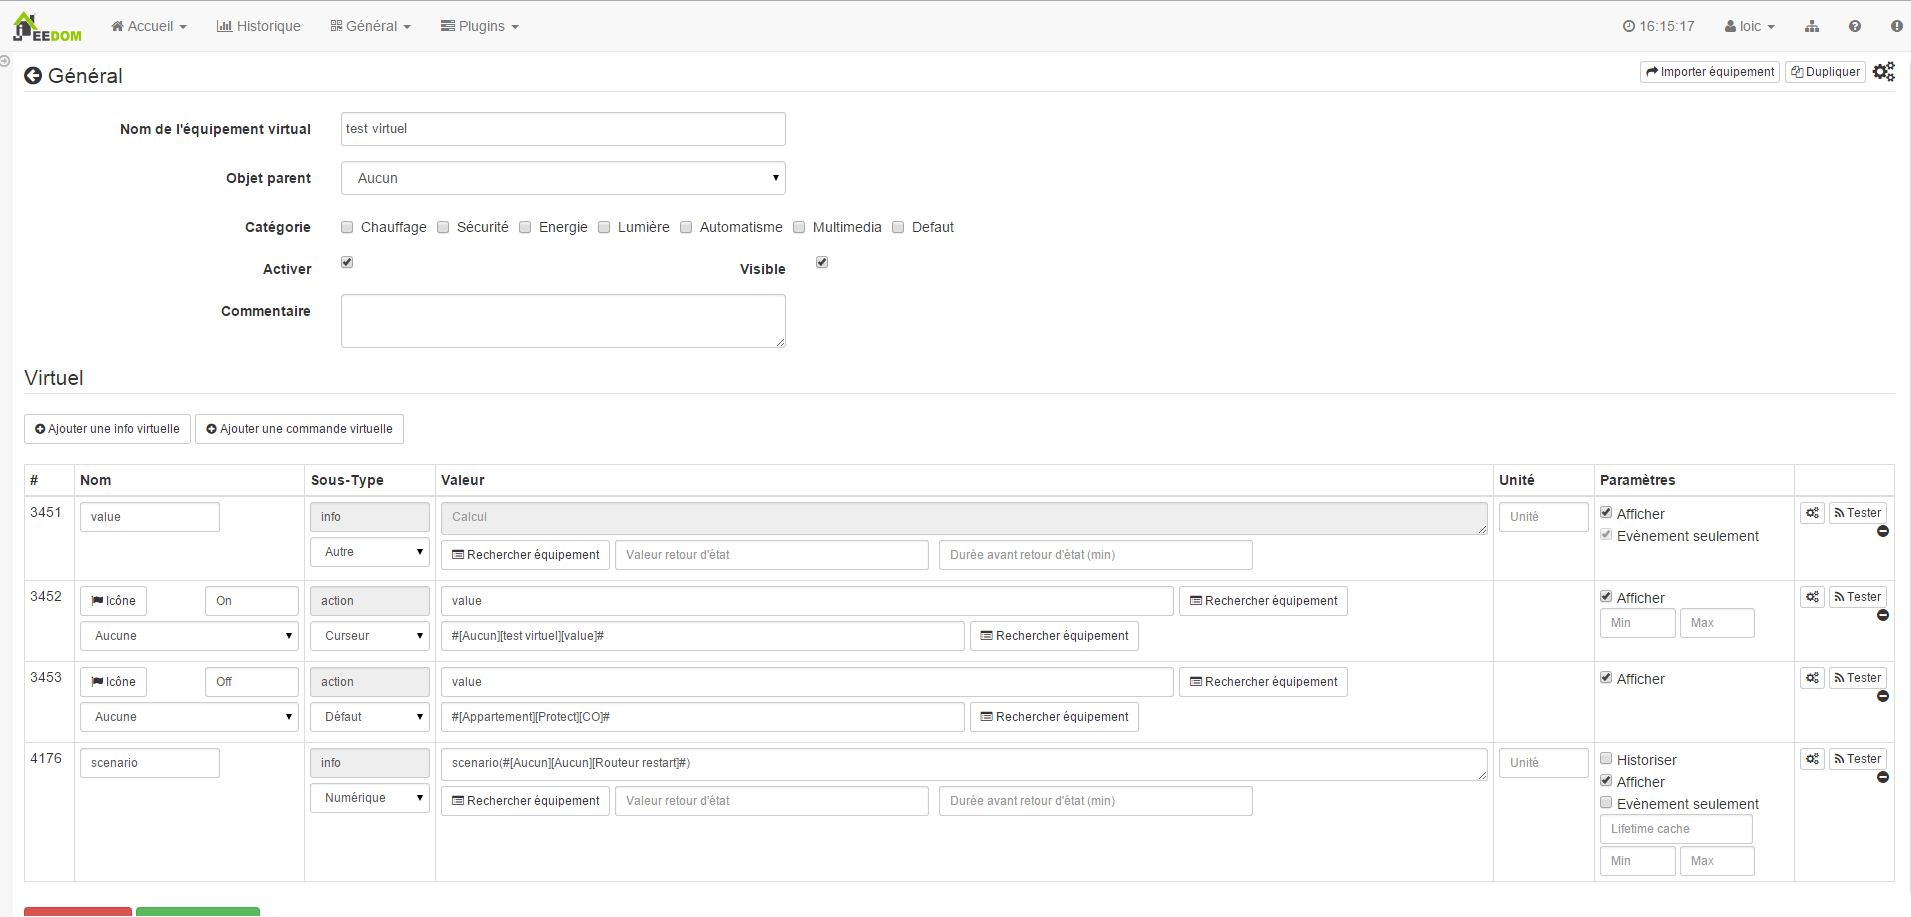 JEEDOM Accueil Historique Général Plugins 16:15:17 loic
Général Importer équipement Dupliquer
Nom de l'équipement virtual test virtuel
Objet parent Aucun
Catégorie Chauffage Sécurité Energie Lumière Automatisme Multimedia Defaut
Activer Visible
Commentaire
Virtuel
Ajouter une info virtuelle Ajouter une commande virtuelle
# Nom Sous-Type Valeur Unité Paramètres
3451 value info Calcul Unité Afficher Tester
Evènement seulement
Autre Rechercher équipement Valeur retour d'état Durée avant retour d'état (min)
3452 Icône On action value Rechercher équipement Afficher Tester
Min Max
Aucune Curseur #[Aucun][test virtuel][value]# Rechercher équipement
3453 Icône Off action value Rechercher équipement Afficher Tester
Aucune Défaut #[Appartement][Protect][CO]# Rechercher équipement
4176 scenario info scenario(#[Aucun][Aucun][Routeur restart]#) Unité Historiser Tester
Afficher
Numérique Rechercher équipement Valeur retour d'état Durée avant retour d'état (min) Evènement seulement
Lifetime cache
Min Max